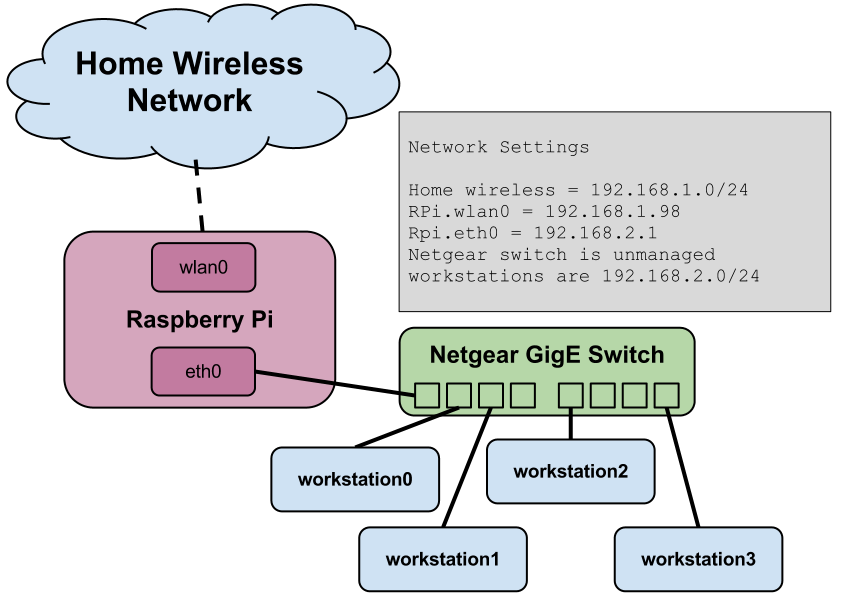 Home Wireless
Network
Network Settings
Home wireless = 192.168.1.0/24
RPi.wlan0 = 192.168.1.98
Rpi.eth0 = 192.168.2.1
Netgear switch is unmanaged
workstations are 192.168.2.0/24
wlan0
Raspberry Pi
eth0
Netgear GigE Switch
workstation0
workstation2
workstation1
workstation3